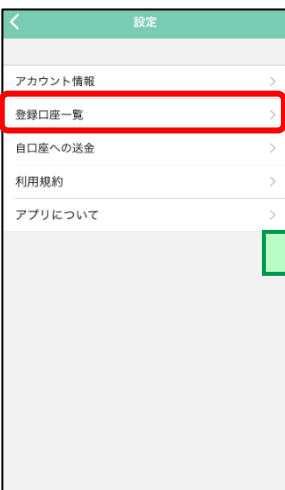 設定
アカウント情報
登録口座一覧
自口座への送金
利用規約
アプリについて